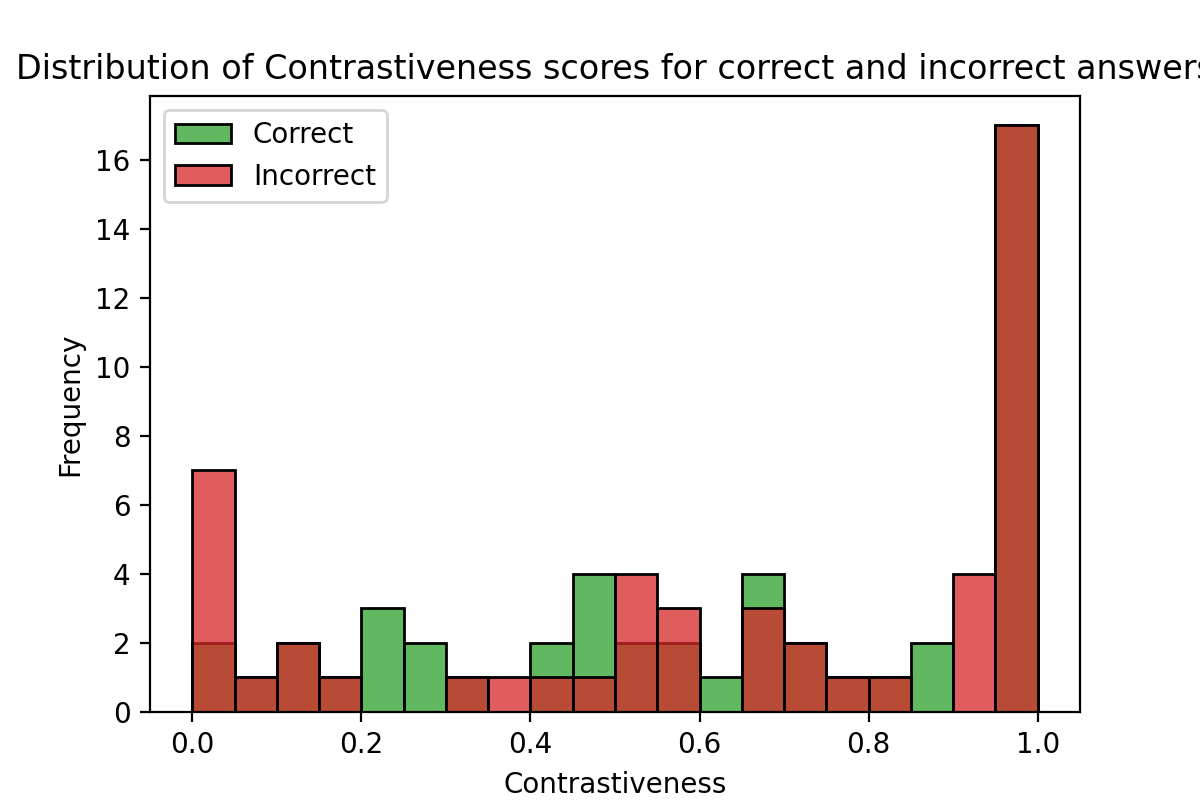 Distribution of Contrastiveness scores for correct and incorrect answers
Correct
Incorrect
Frequency
16
14
12
10
8
6
4
2
0
0.0 0.2 0.4 0.6 0.8 1.0
Contrastiveness